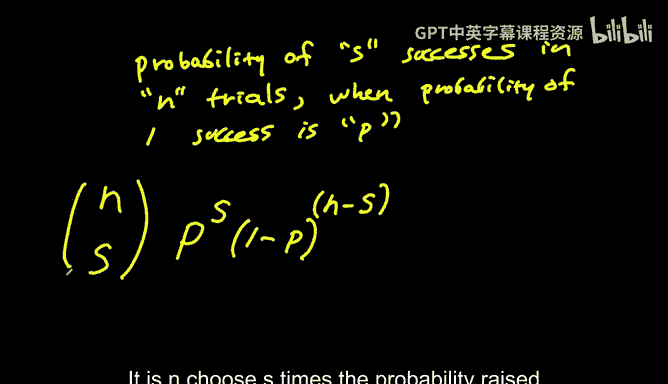 GPT中英字幕课程资源 bilibili
probability of "s" successes in
"n" trials, when probability of
1 success is "p"
(n s) p^s (1-p)^(n-s)
It is n choose s times the probability raised